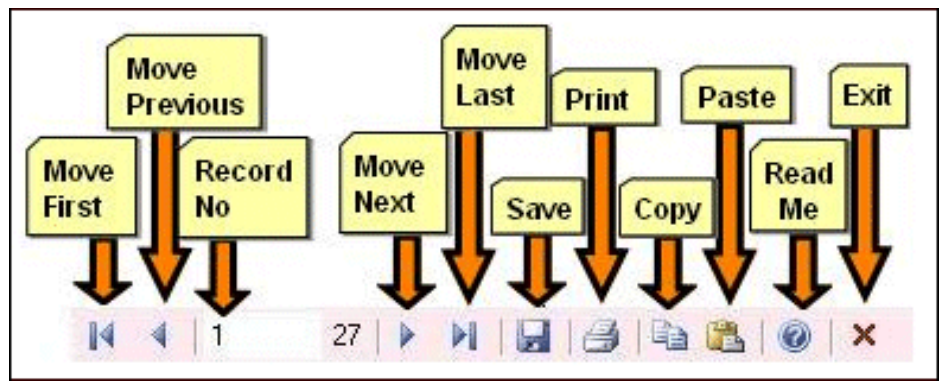 Move
First
Move
Previous
Record
No
Move
Next
Move
Last
Save
Print
Copy
Paste
Read
Me
Exit
1 27